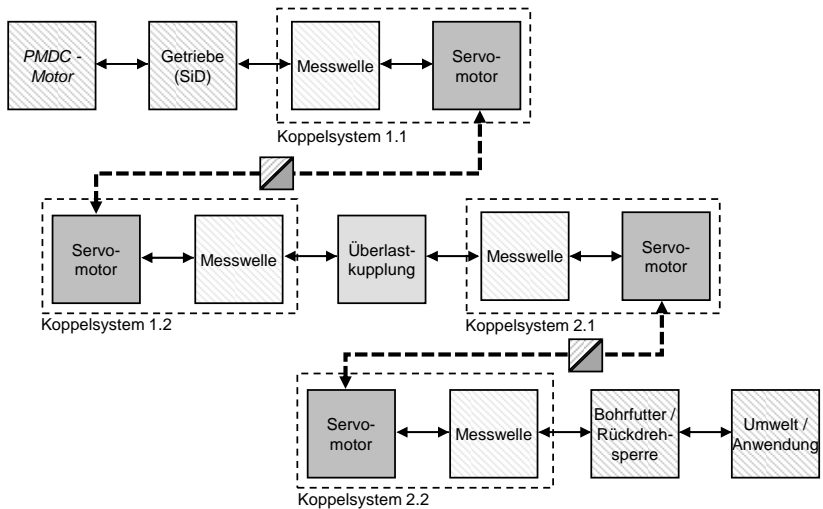 PMDC -
Motor
Getriebe
(SiD)
Messwelle
Servo-
motor
Koppelsystem 1.1
Servo-
motor
Messwelle
Überlast-
kupplung
Messwelle
Servo-
motor
Koppelsystem 1.2
Koppelsystem 2.1
Servo-
motor
Messwelle
Bohrfutter /
Rückdreh-
sperre
Umwelt /
Anwendung
Koppelsystem 2.2